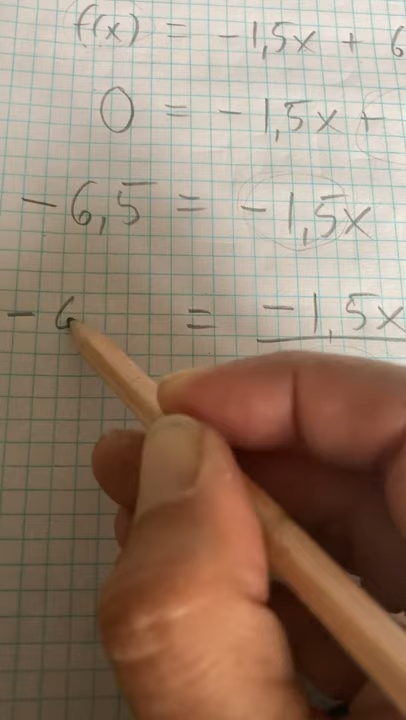 f(x) = -1,5x + 6
0 = -1,5x +
-6,5 = -1,5x
-6 = -1,5x